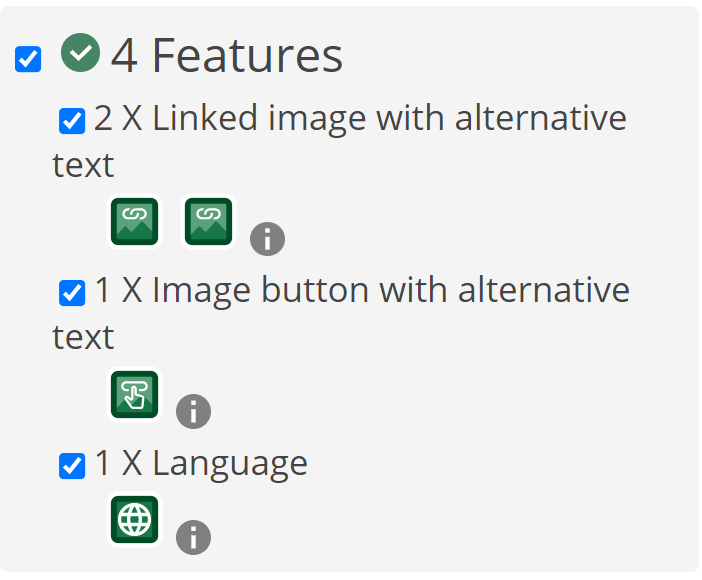 4 Features
2 X Linked image with alternative
text
1 X Image button with alternative
text
1 X Language